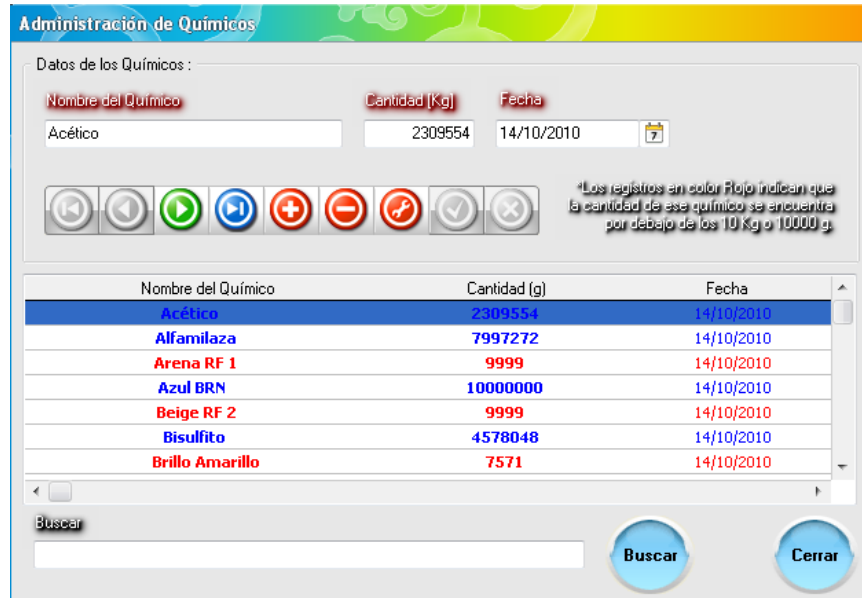 Administración de Químicos
Datos de los Químicos :
Nombre del Químico Cantidad [Kg] Fecha
Acético 2309554 14/10/2010 7
*Los registros en color Rojo indican que
la cantidad de ese químico se encuentra
por debajo de los 10 Kg o 10000 g.
Nombre del Químico Cantidad (g) Fecha
Acético 2309554 14/10/2010
Alfamilaza 7997272 14/10/2010
Arena RF 1 9999 14/10/2010
Azul BRN 10000000 14/10/2010
Beige RF 2 9999 14/10/2010
Bisulfito 4578048 14/10/2010
Brillo Amarillo 7571 14/10/2010
Buscar
Buscar Cerrar